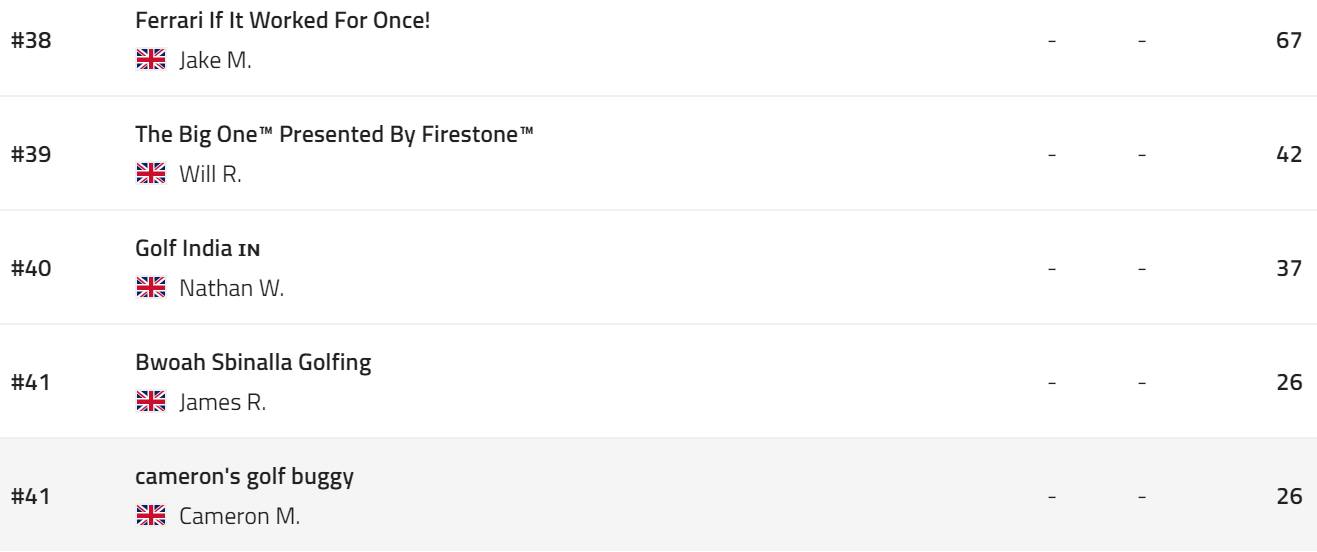 #38
Ferrari If It Worked For Once!
Jake M.
- - 67
#39
The Big One™ Presented By Firestone™
Will R.
- - 42
#40
Golf India ɪɴ
Nathan W.
- - 37
#41
Bwoah Sbinalla Golfing
James R.
- - 26
#41
cameron's golf buggy
Cameron M.
- - 26